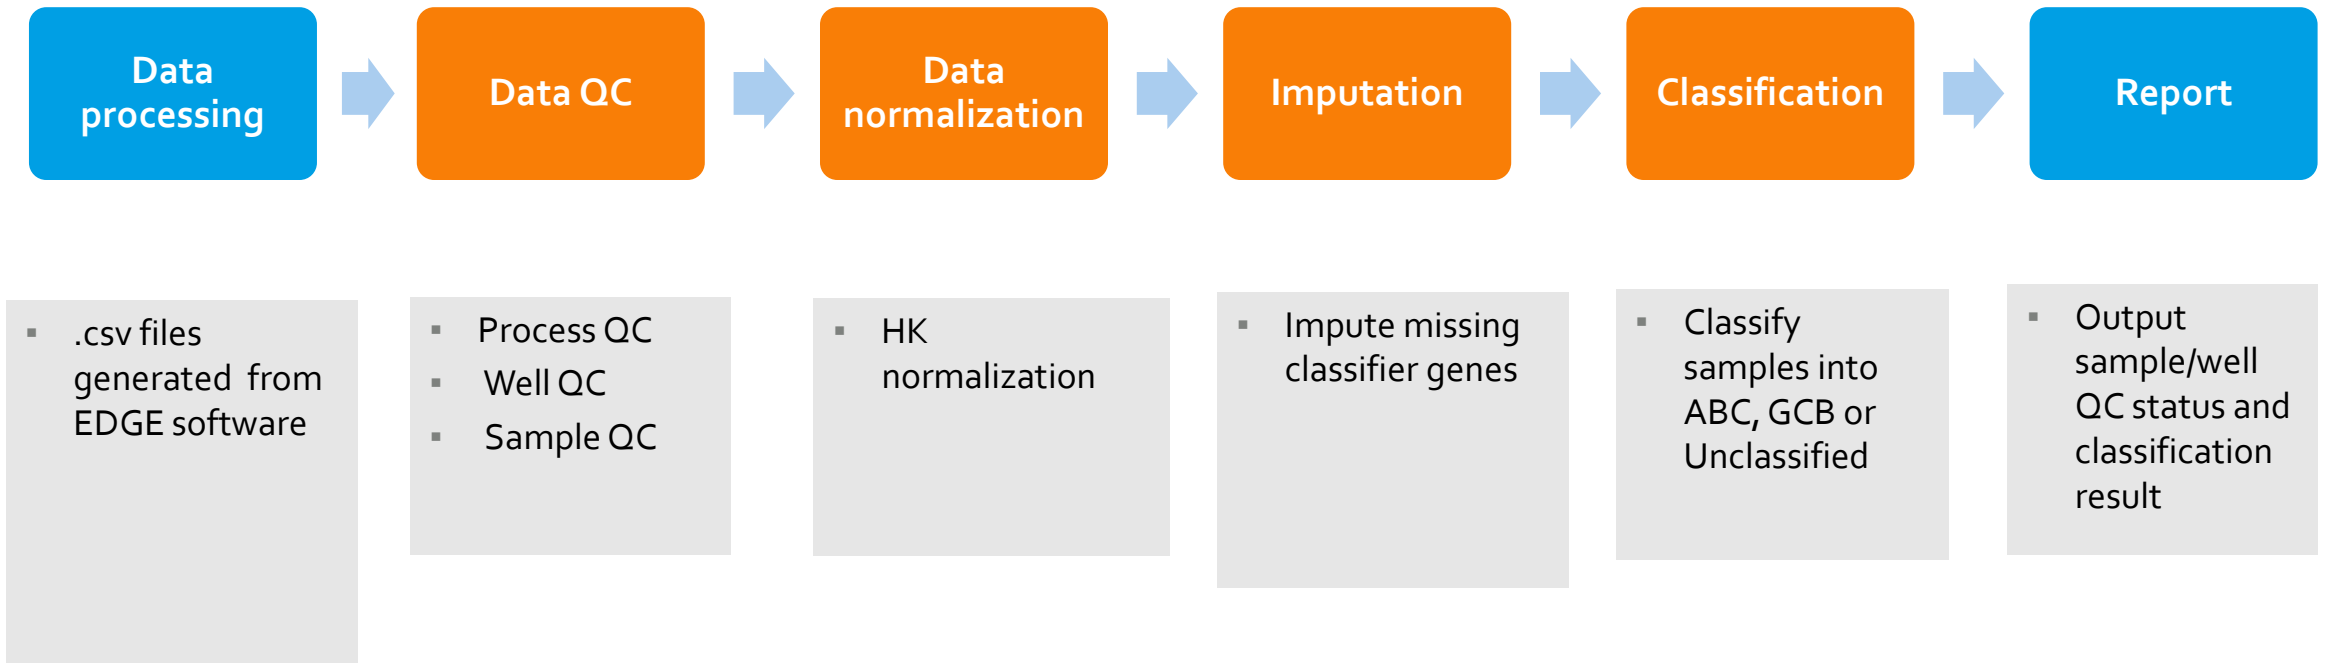 Data
processing
Data QC
Data
normalization
Imputation
Classification
Report
▪ .csv files
generated from
EDGE software
▪ Process QC
▪ Well QC
▪ Sample QC
▪ HK
normalization
▪ Impute missing
classifier genes
▪ Classify
samples into
ABC, GCB or
Unclassified
▪ Output
sample/well
QC status and
classification
result